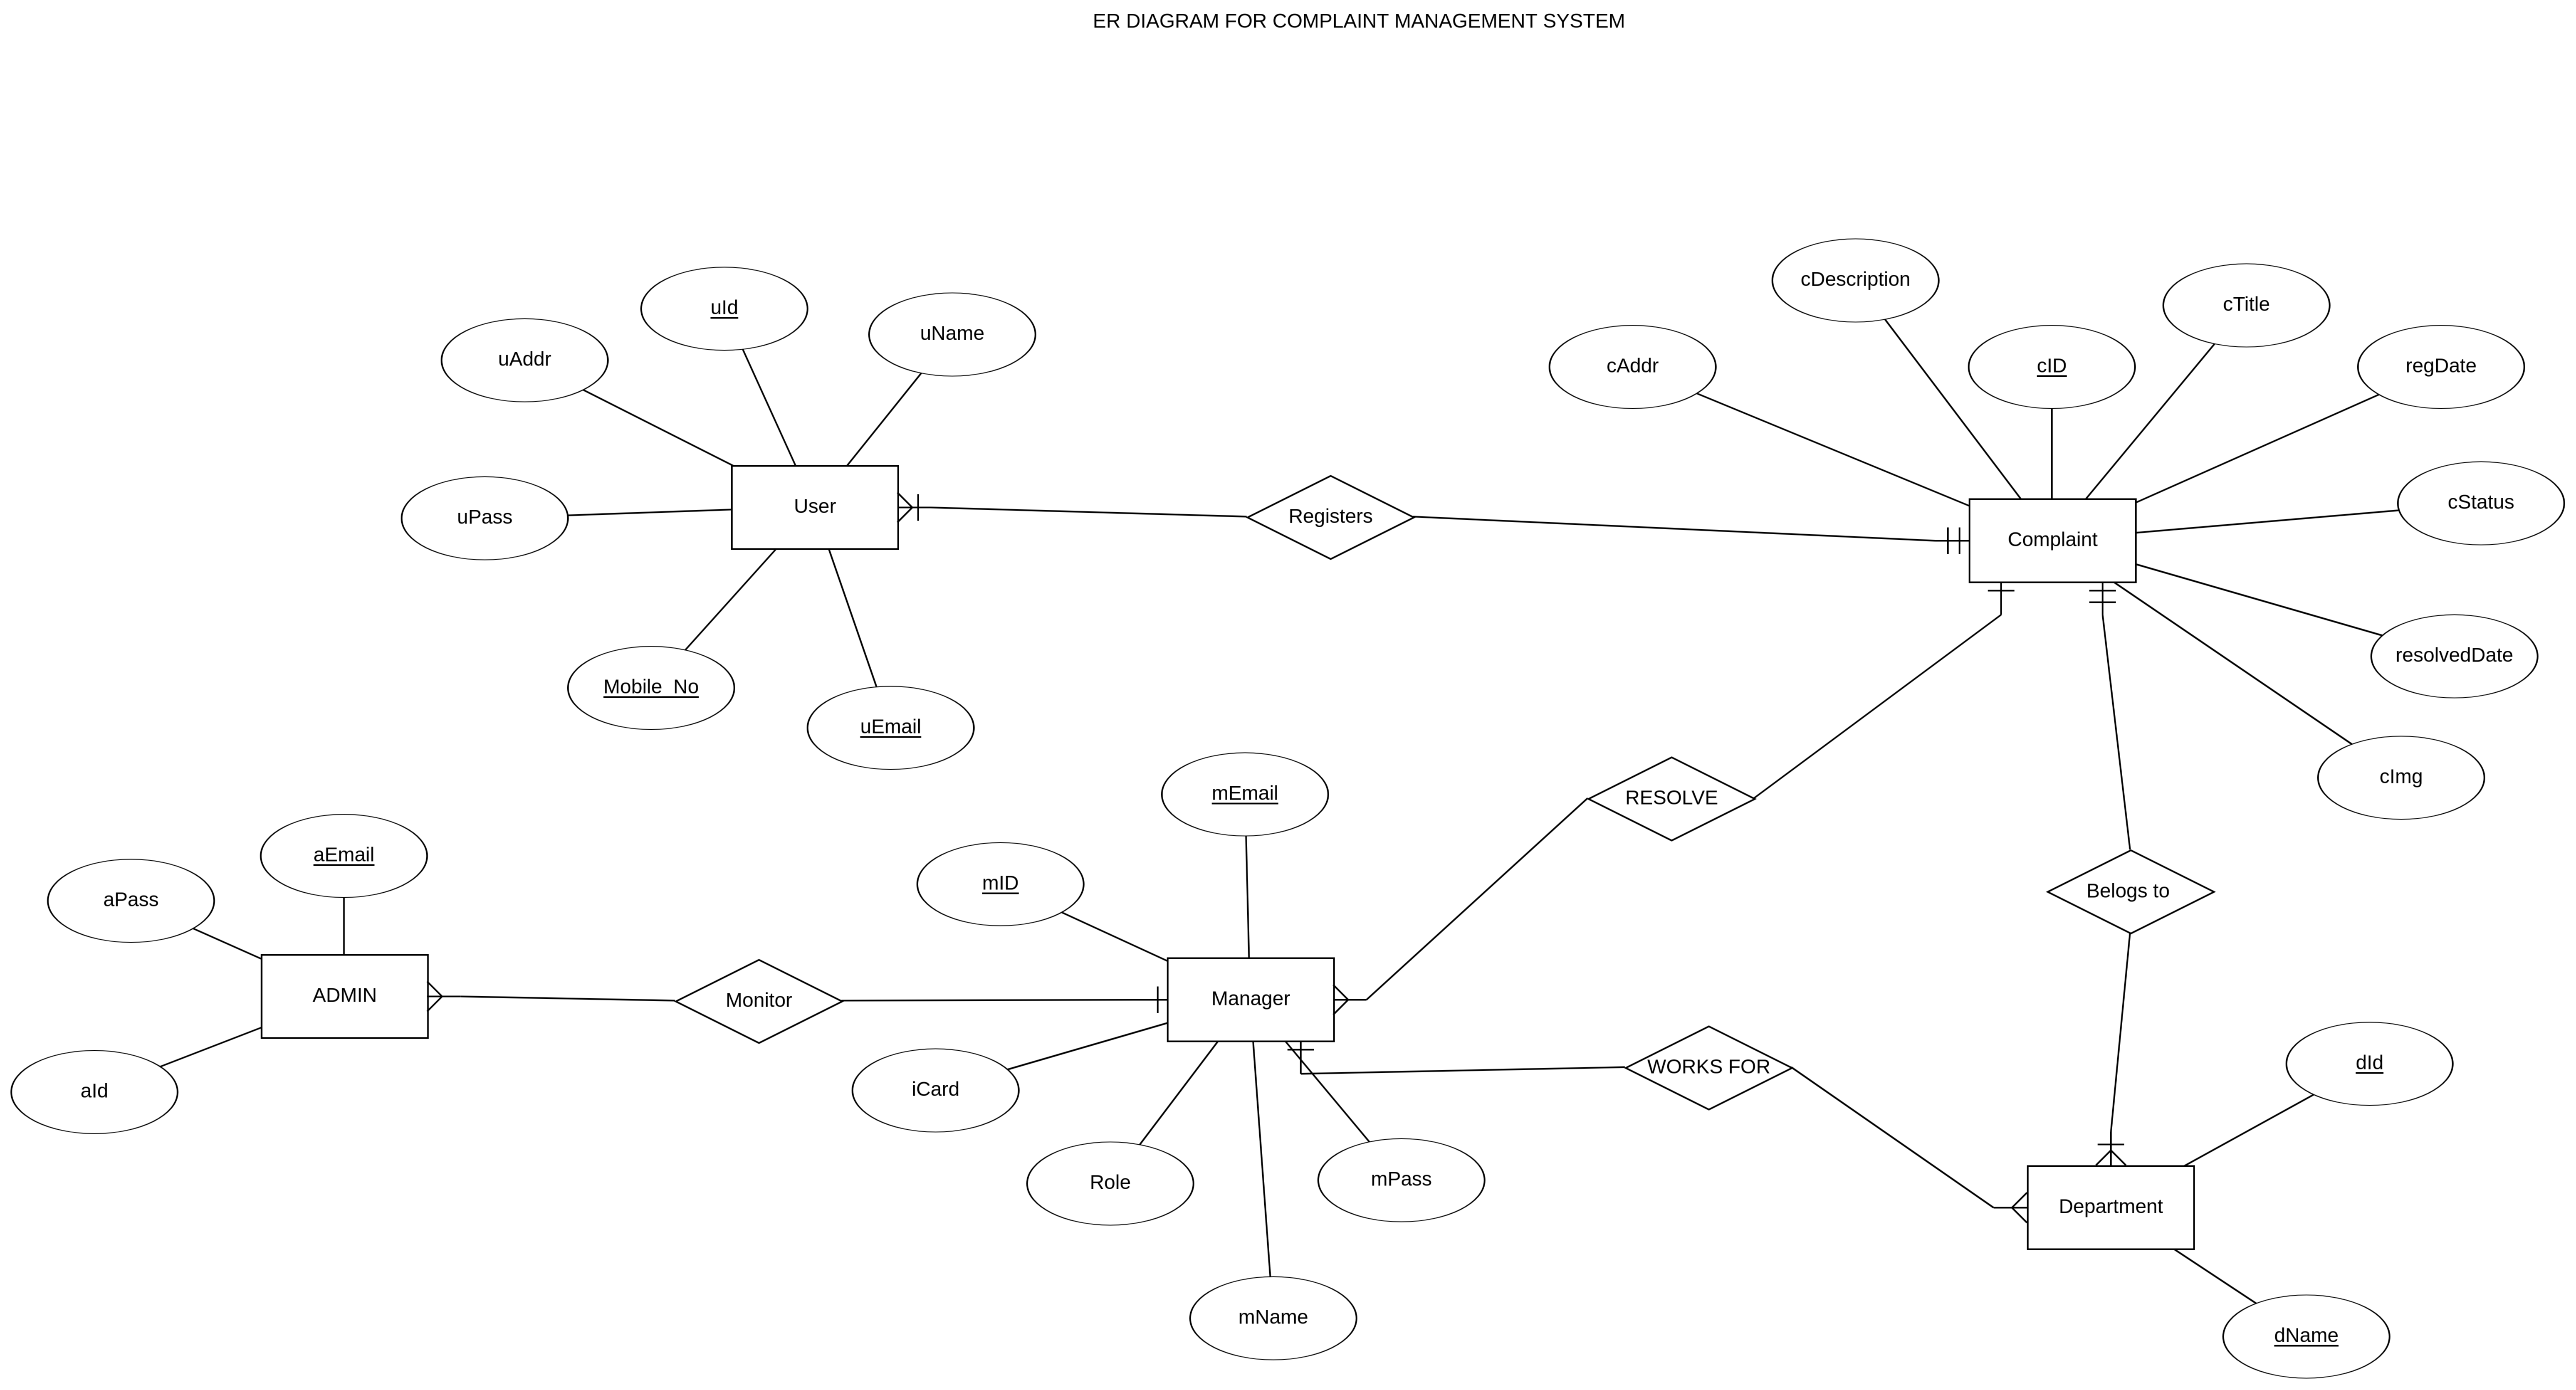 ER DIAGRAM FOR COMPLAINT MANAGEMENT SYSTEM
cDescription
cTitle
uId
uName
uAddr
cAddr
cID
regDate
cStatus
User
uPass
Registers
Complaint
resolvedDate
Mobile_No
uEmail
cImg
mEmail
RESOLVE
aEmail
mID
Belogs to
aPass
ADMIN
Monitor
Manager
WORKS FOR
dId
iCard
aId
Role
mPass
Department
mName
dName